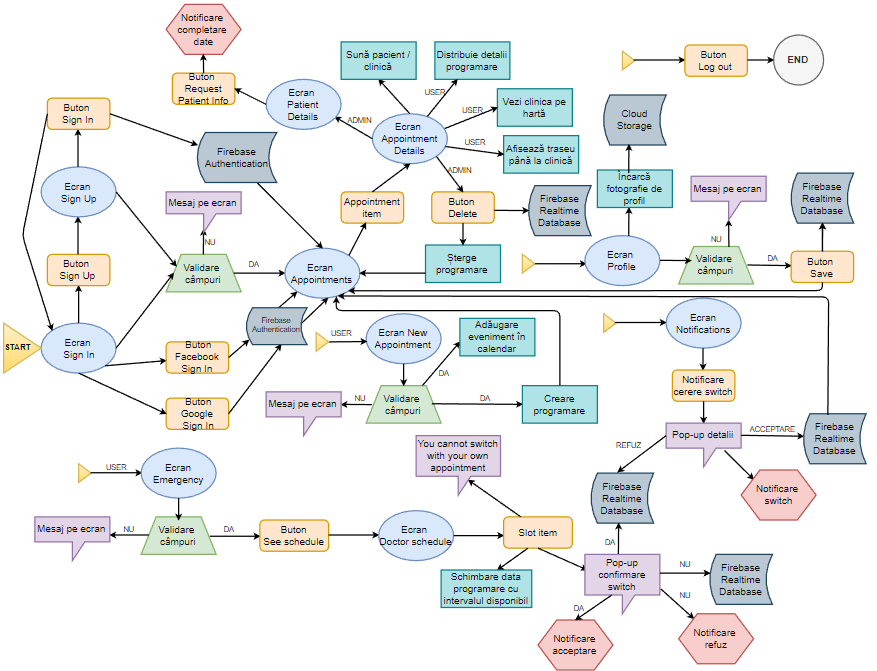 Notificare
completare
date
Sună pacient /
clinică
Distribuie detalii
programare
Buton
Log out
END
Buton
Request
Patient Info
Ecran
Patient
Details
ADMIN
USER
USER
Vezi clinica pe
hartă
Cloud
Storage
Buton
Sign In
Ecran
Appointment
Details
USER
Afisează traseu
până la clinică
Firebase
Authentication
ADMIN
Încarcă
fotografie de
profil
Mesaj pe ecran
Firebase
Realtime
Database
Ecran
Sign Up
Mesaj pe ecran
Appointment
item
Buton
Delete
Firebase
Realtime
Database
NU
NU
Buton
Sign Up
Validare
câmpuri
DA
Ecran
Appointments
Șterge
programare
Ecran
Profile
Validare
câmpuri
DA
Buton
Save
START
Ecran
Sign In
Firebase
Authentication
USER
Ecran New
Appointment
Adăugare
eveniment în
calendar
Ecran
Notifications
Buton
Facebook
Sign In
DA
Notificare
cerere switch
Buton
Google
Sign In
Mesaj pe ecran
NU
Validare
câmpuri
DA
Creare
programare
Pop-up detalii
ACCEPTARE
Firebase
Realtime
Database
REFUZ
You cannot switch
with your own
appointment
USER
Ecran
Emergency
Firebase
Realtime
Database
Notificare
switch
Mesaj pe ecran
NU
Validare
câmpuri
DA
Buton
See schedule
Ecran
Doctor schedule
Slot item
DA
Schimbare data
programare cu
intervalul disponibil
Pop-up
confirmare
switch
NU
Firebase
Realtime
Database
DA
NU
Notificare
acceptare
Notificare
refuz